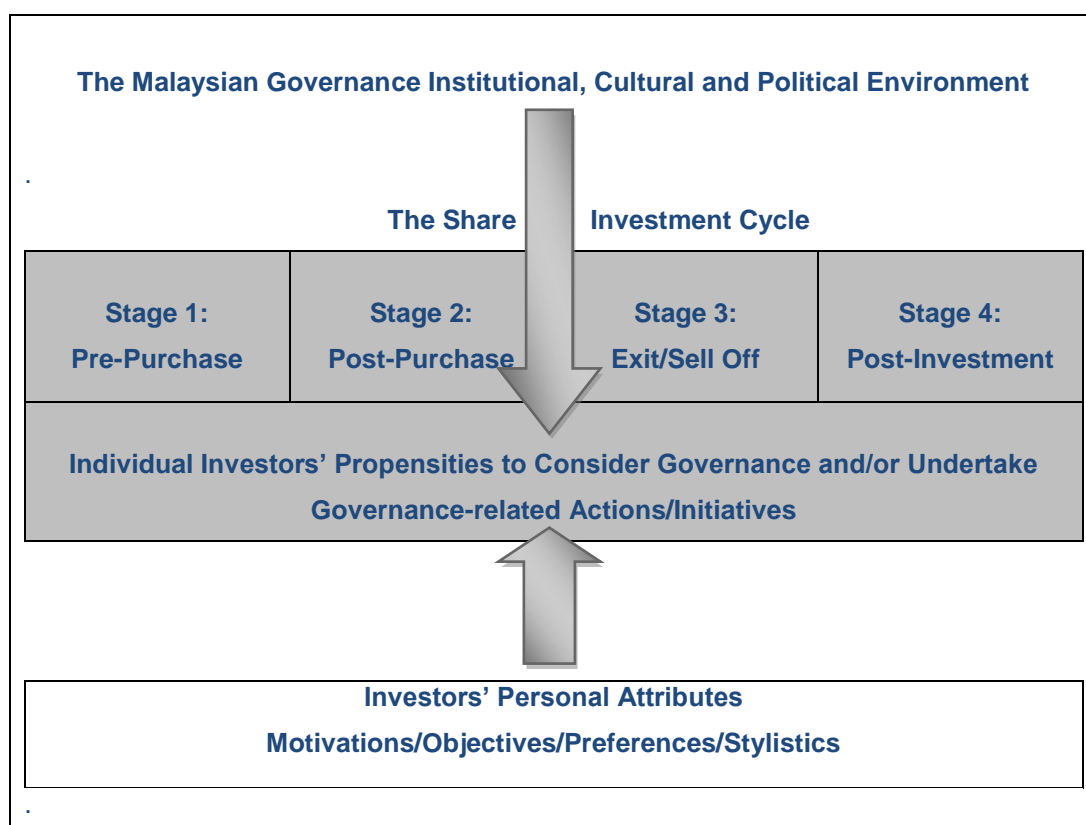 The Malaysian Governance Institutional, Cultural and Political Environment
.
The Share Investment Cycle
Stage 1:
Pre-Purchase
Stage 2:
Post-Purchase
Stage 3:
Exit/Sell Off
Stage 4:
Post-Investment
Individual Investors’ Propensities to Consider Governance and/or Undertake
Governance-related Actions/Initiatives
Investors’ Personal Attributes
Motivations/Objectives/Preferences/Stylistics
.